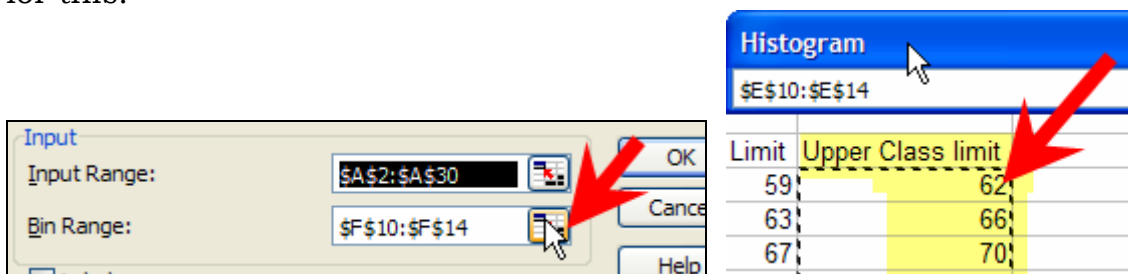 for this:
Input
Input Range:
$A$2:$A$30
Bin Range:
$F$10:$F$14
OK
Cance
Help
Histogram
$E$10:$E$14
Limit Upper Class limit
59 62
63 66
67 70